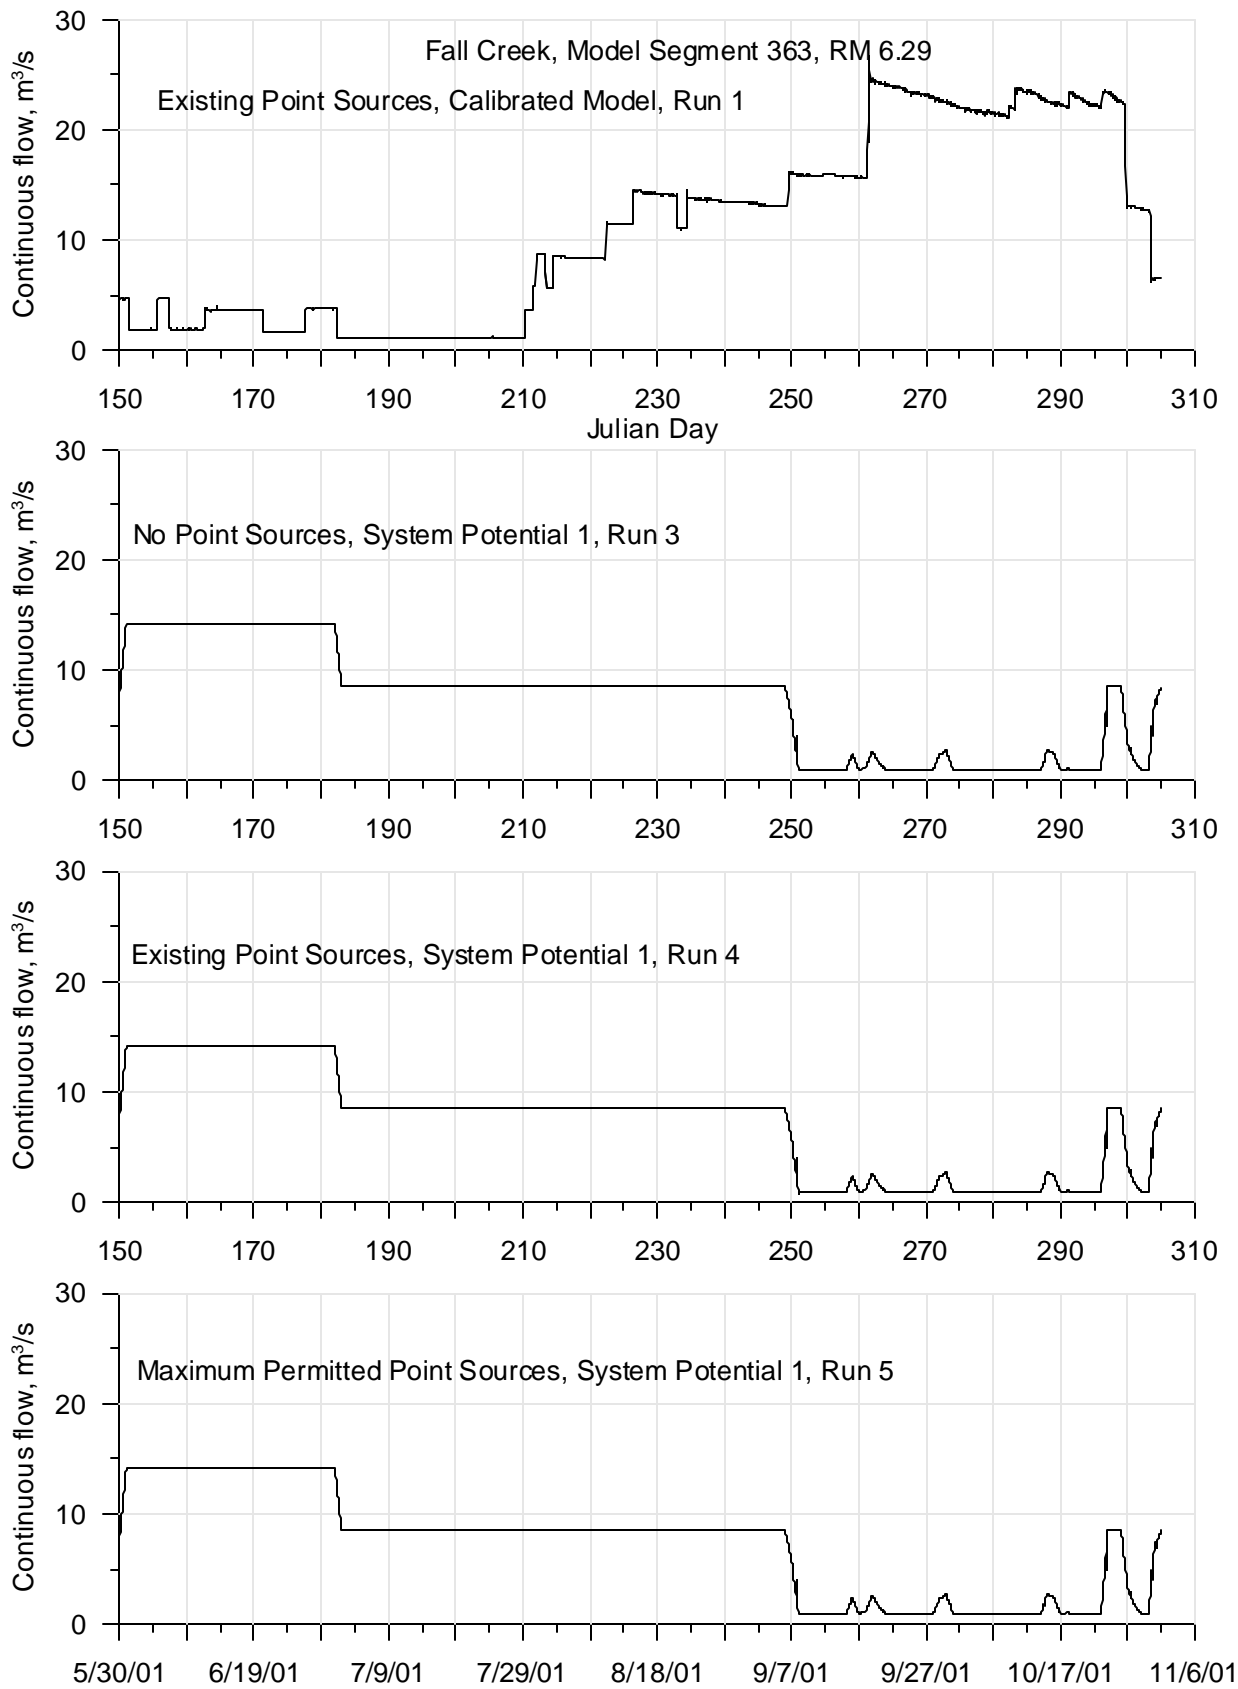 30
Fall Creek, Model Segment 363, RM 6.29
Existing Point Sources, Calibrated Model, Run 1
20
10
0
Continuous flow, m³/s
150 170 190 210 230 250 270 290 310
Julian Day
30
No Point Sources, System Potential 1, Run 3
20
10
0
Continuous flow, m³/s
150 170 190 210 230 250 270 290 310
30
Existing Point Sources, System Potential 1, Run 4
20
10
0
Continuous flow, m³/s
150 170 190 210 230 250 270 290 310
30
Maximum Permitted Point Sources, System Potential 1, Run 5
20
10
0
Continuous flow, m³/s
5/30/01 6/19/01 7/9/01 7/29/01 8/18/01 9/7/01 9/27/01 10/17/01 11/6/01